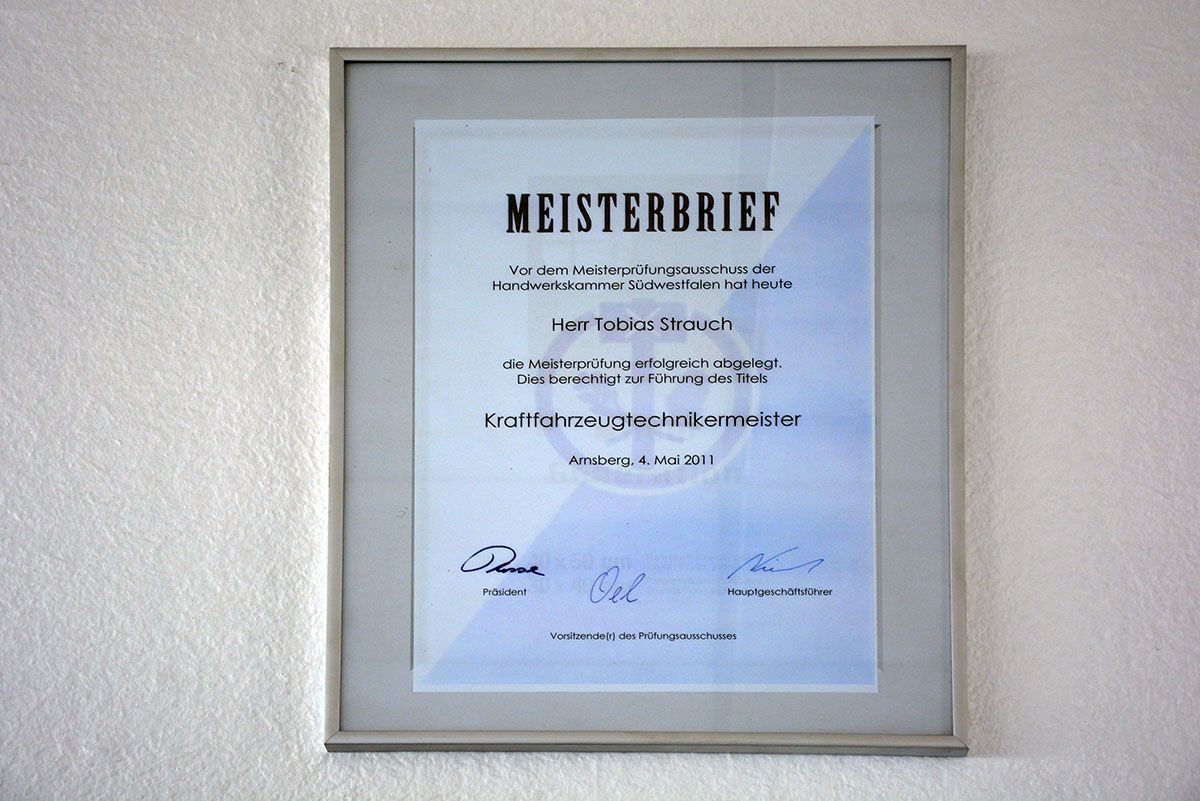 MEISTERBRIEF
Vor dem Meisterprüfungsausschuss der
Handwerkskammer Südwestfalen hat heute
Herr Tobias Strauch
die Meisterprüfung erfolgreich abgelegt.
Dies berechtigt zur Führung des Titels
Kraftfahrzeugtechnikermeister
Arnsberg, 4. Mai 2011
Oel
Präsident
Hauptgeschäftsführer
Vorsitzende(r) des Prüfungsausschusses